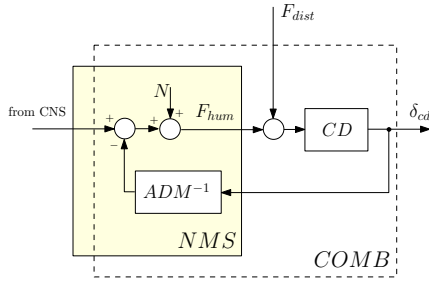 F_dist
N
from CNS
+
+
+
F_hum
CD
δ_cd
−
ADM⁻¹
NMS
COMB